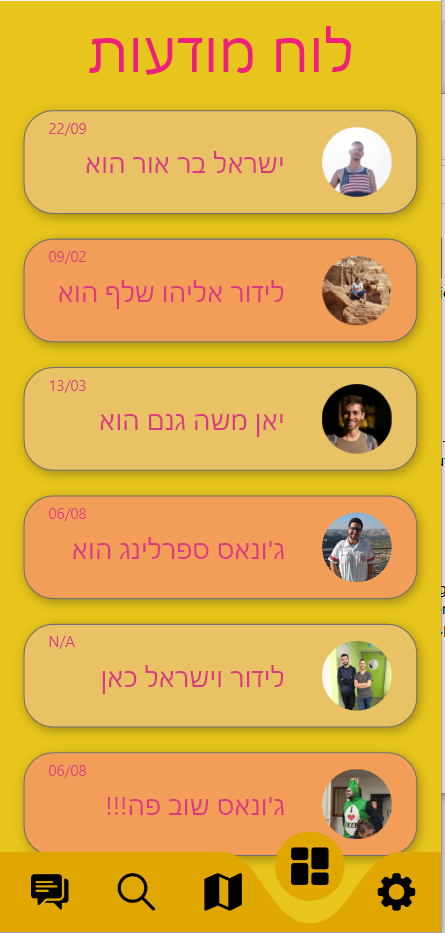 לוח מודעות
22/09
ישראל בר אור הוא
09/02
לידור אליהו שלף הוא
13/03
יאן משה גנם הוא
06/08
ג'ונאס ספרלינג הוא
N/A
לידור וישראל כאן
06/08
ג'ונאס שוב פה!!!